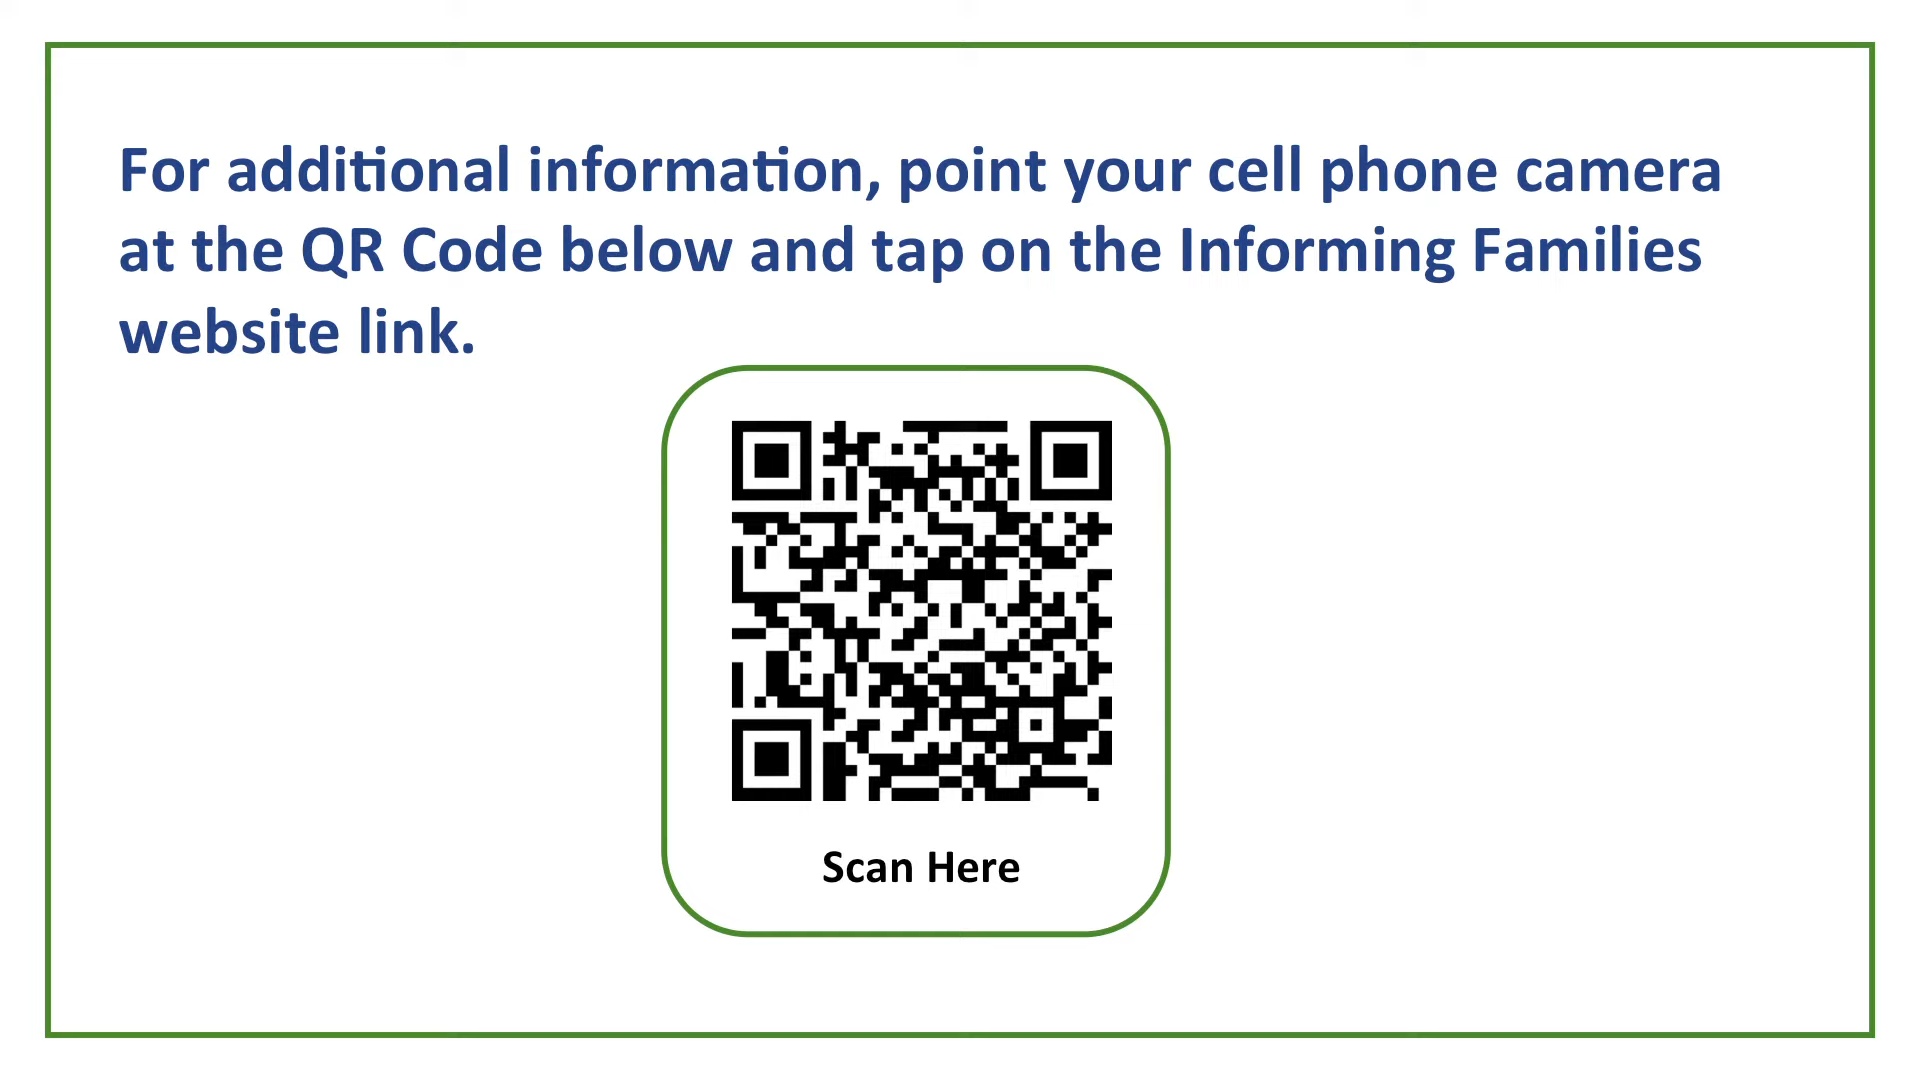 For additional information, point your cell phone camera
at the QR Code below and tap on the Informing Families
website link.
Scan Here